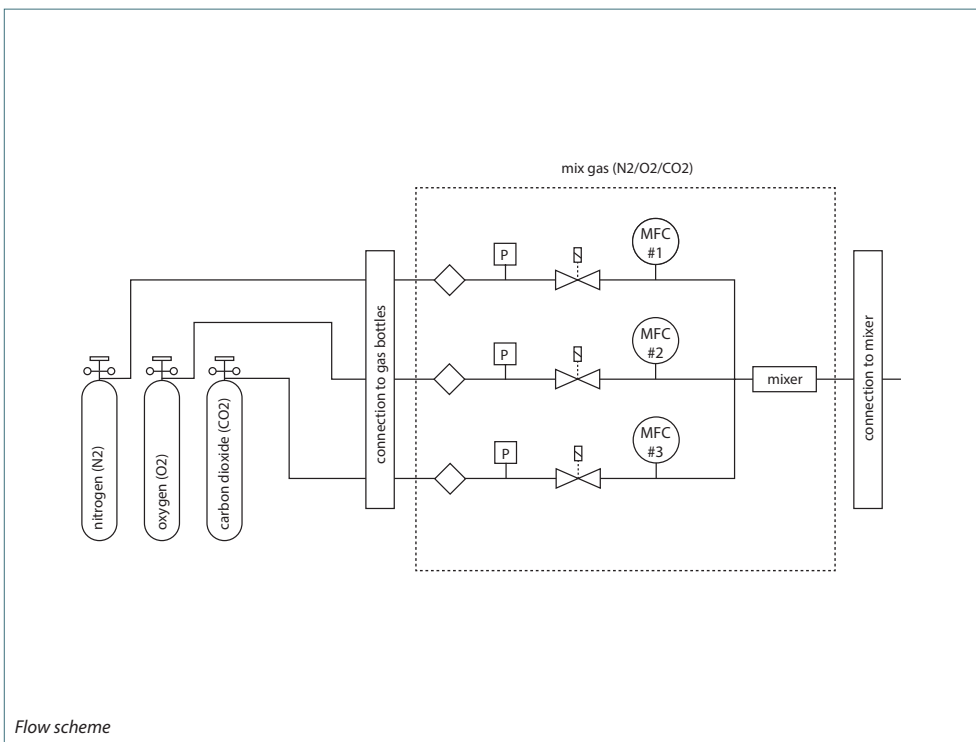 mix gas (N2/O2/CO2)
MFC
#1
P
MFC
#2
P
MFC
#3
P
mixer
nitrogen (N2)
oxygen (O2)
carbon dioxide (CO2)
connection to gas bottles
connection to mixer
Flow scheme